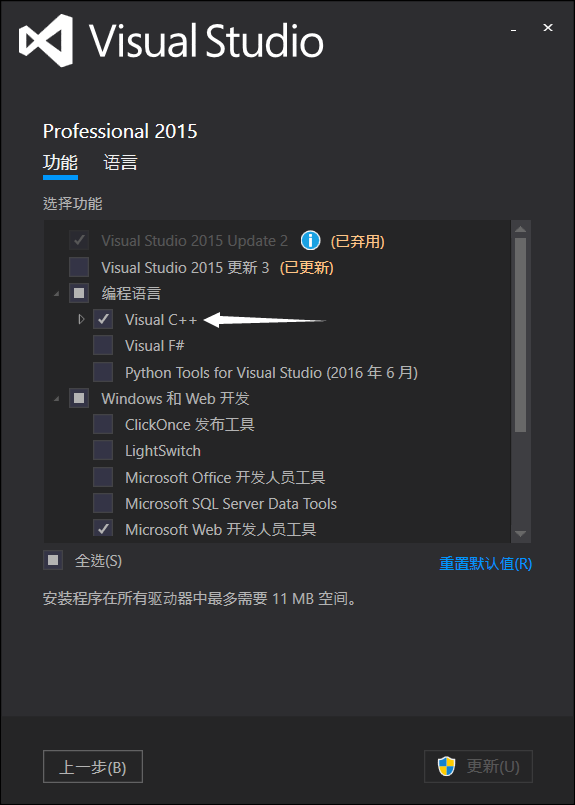 Visual Studio
Professional 2015
功能 语言
选择功能
Visual Studio 2015 Update 2 (已弃用)
Visual Studio 2015 更新 3 (已更新)
编程语言
Visual C++
Visual F#
Python Tools for Visual Studio (2016 年 6 月)
Windows 和 Web 开发
ClickOnce 发布工具
LightSwitch
Microsoft Office 开发人员工具
Microsoft SQL Server Data Tools
Microsoft Web 开发人员工具
全选(S) 重置默认值(R)
安装程序在所有驱动器中最多需要 11 MB 空间。
上一步(B) 更新(U)